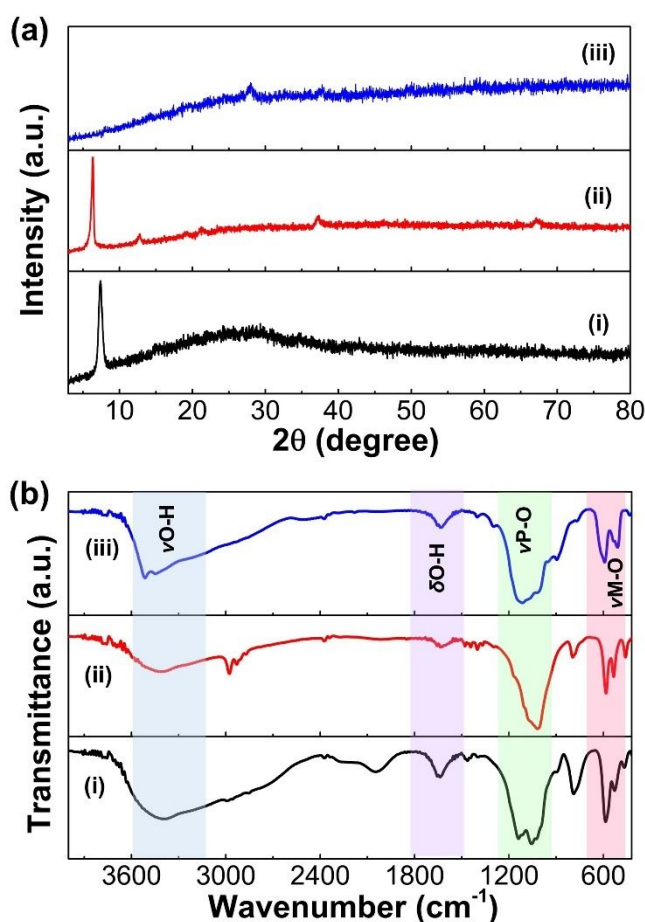 (a)
(iii)
(ii)
(i)
Intensity (a.u.)
10 20 30 40 50 60 70 80
2θ (degree)
(b)
νO-H
δO-H
νP-O
νM-O
(iii)
(ii)
(i)
Transmittance (a.u.)
3600 3000 2400 1800 1200 600
Wavenumber (cm⁻¹)